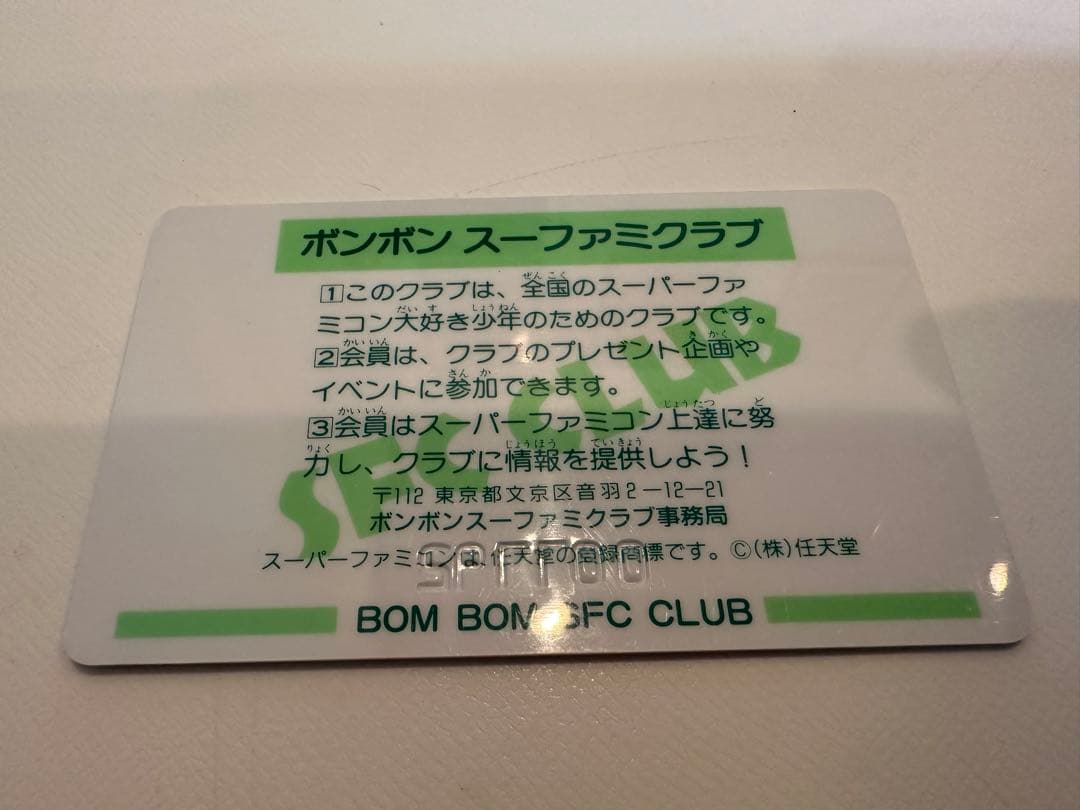 ボンボン スーファミクラブ
1このクラブは、全国のスーパーファ
ミコン大好き少年のためのクラブです。
2会員は、クラブのプレゼント企画や
イベントに参加できます。
3会員はスーパーファミコン上達に努
力し、クラブに情報を提供しよう!
〒112 東京都文京区音羽2-12-21
ボンボンスーファミクラブ事務局
スーパーファミコンは、任天堂の登録商標です。©(株)任天堂
BOM BOM SFC CLUB
SFC CLUB